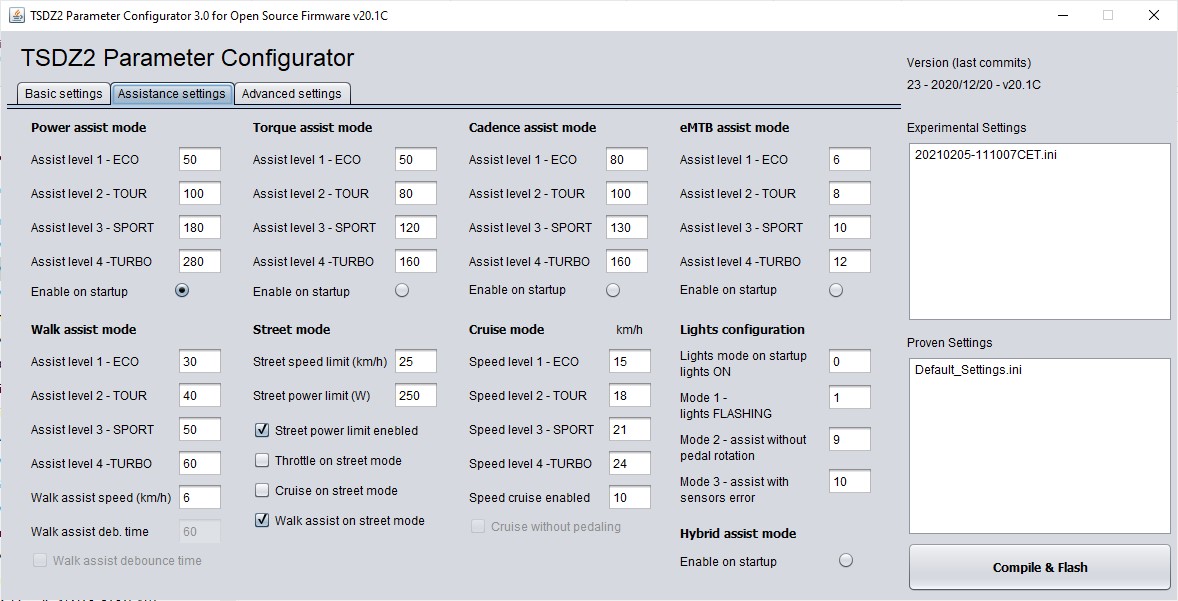 TSDZ2 Parameter Configurator 3.0 for Open Source Firmware v20.1C
TSDZ2 Parameter Configurator
Basic settings
Assistance settings
Advanced settings
Power assist mode
Assist level 1 - ECO 50
Assist level 2 - TOUR 100
Assist level 3 - SPORT 180
Assist level 4 -TURBO 280
Enable on startup
Torque assist mode
Assist level 1 - ECO 50
Assist level 2 - TOUR 80
Assist level 3 - SPORT 120
Assist level 4 -TURBO 160
Enable on startup
Cadence assist mode
Assist level 1 - ECO 80
Assist level 2 - TOUR 100
Assist level 3 - SPORT 130
Assist level 4 -TURBO 160
Enable on startup
eMTB assist mode
Assist level 1 - ECO 6
Assist level 2 - TOUR 8
Assist level 3 - SPORT 10
Assist level 4 -TURBO 12
Enable on startup
Walk assist mode
Assist level 1 - ECO 30
Assist level 2 - TOUR 40
Assist level 3 - SPORT 50
Assist level 4 -TURBO 60
Walk assist speed (km/h) 6
Walk assist deb. time 60
Walk assist debounce time
Street mode
Street speed limit (km/h) 25
Street power limit (W) 250
Street power limit enabled
Throttle on street mode
Cruise on street mode
Walk assist on street mode
Cruise mode km/h
Speed level 1 - ECO 15
Speed level 2 - TOUR 18
Speed level 3 - SPORT 21
Speed level 4 -TURBO 24
Speed cruise enabled 10
Cruise without pedaling
Lights configuration
Lights mode on startup 0
lights ON
Mode 1 - 1
lights FLASHING
Mode 2 - assist without 9
pedal rotation
Mode 3 - assist with 10
sensors error
Hybrid assist mode
Enable on startup
Version (last commits)
23 - 2020/12/20 - v20.1C
Experimental Settings
20210205-111007CET.ini
Proven Settings
Default_Settings.ini
Compile & Flash